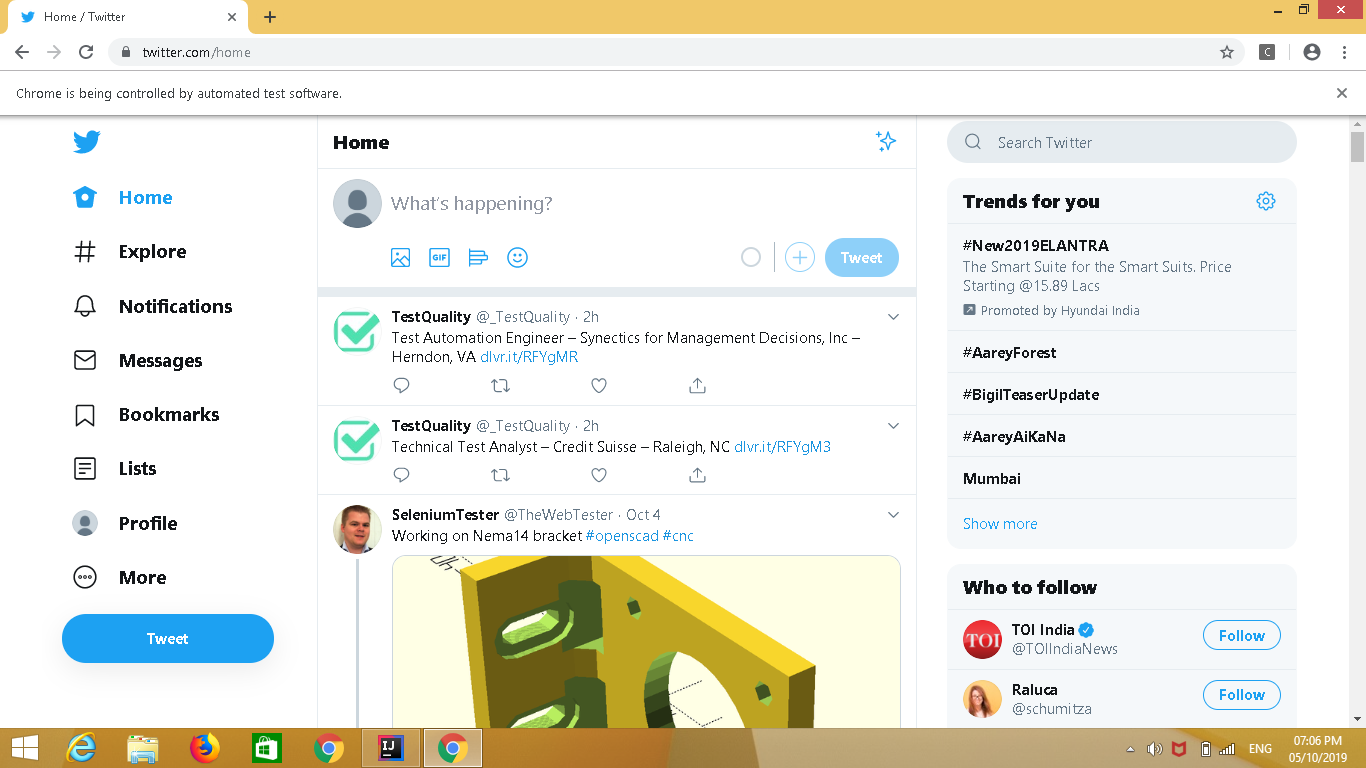 Home / Twitter
twitter.com/home
C
Chrome is being controlled by automated test software.
Home
Explore
Notifications
Messages
Bookmarks
Lists
Profile
More
Tweet
Home
What's happening?
GIF
Tweet
TestQuality @_TestQuality · 2h
Test Automation Engineer – Synectics for Management Decisions, Inc –
Herndon, VA dlvr.it/RFYgMR
TestQuality @_TestQuality · 2h
Technical Test Analyst – Credit Suisse – Raleigh, NC dlvr.it/RFYgM3
SeleniumTester @TheWebTester · Oct 4
Working on Nema14 bracket #openscad #cnc
Search Twitter
Trends for you
#New2019ELANTRA
The Smart Suite for the Smart Suits. Price
Starting @15.89 Lacs
Promoted by Hyundai India
#AareyForest
#BigilTeaserUpdate
#AareyAiKaNa
Mumbai
Show more
Who to follow
TOI
TOI India
@TOIIndiaNews
Follow
Raluca
@schumitza
Follow
IJ
ENG
07:06 PM
05/10/2019